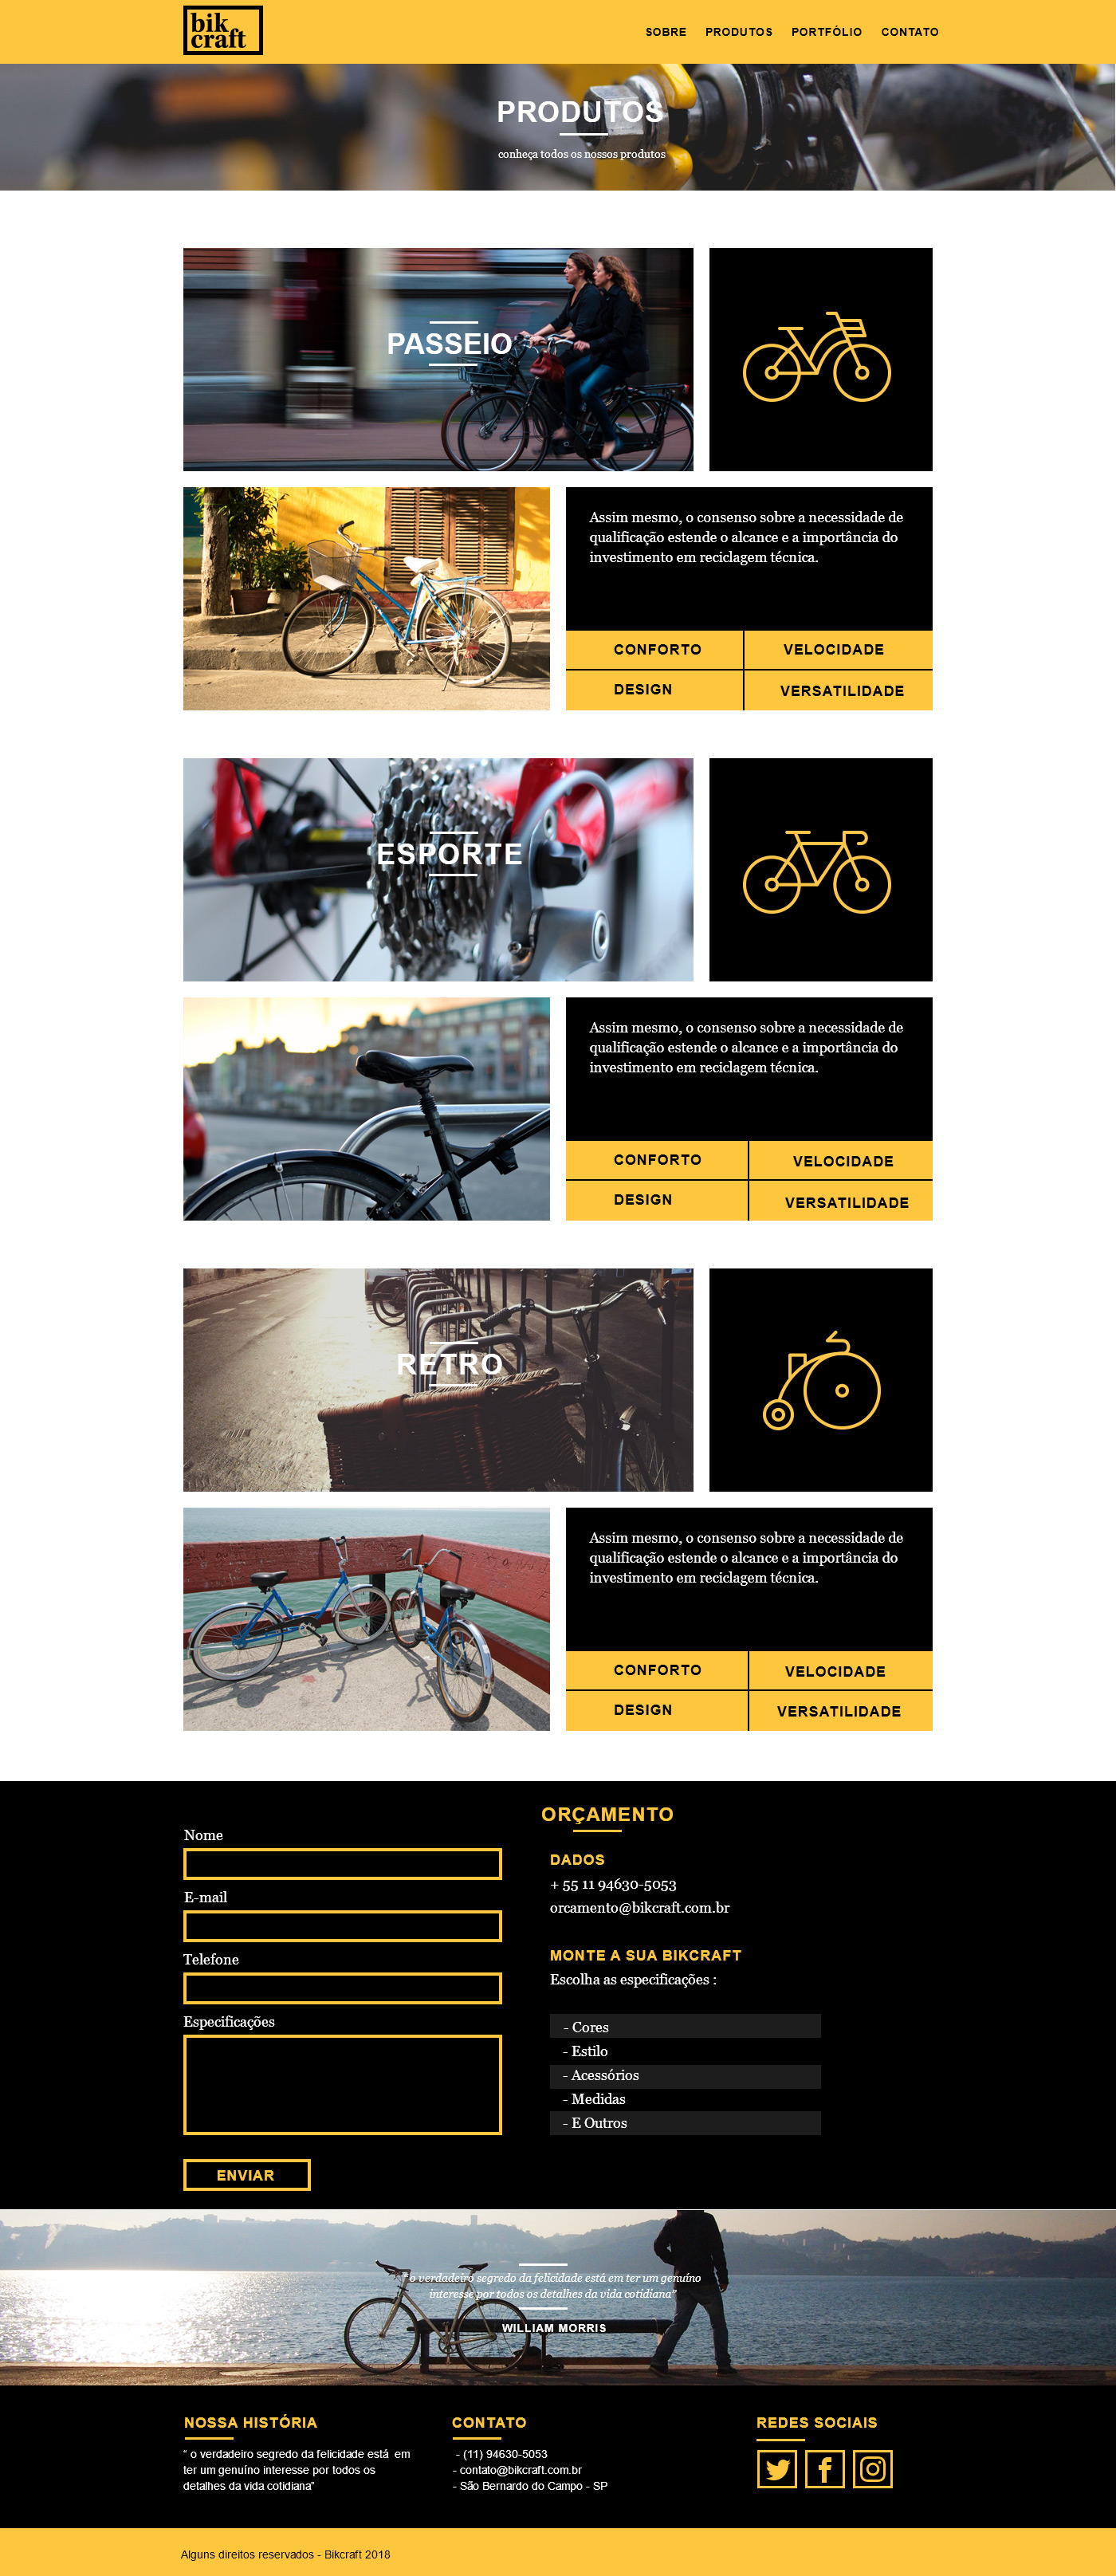 bik
craft
SOBRE PRODUTOS PORTFÓLIO CONTATO
PRODUTOS
conheça todos os nossos produtos
PASSEIO
Assim mesmo, o consenso sobre a necessidade de
qualificação estende o alcance e a importância do
investimento em reciclagem técnica.
CONFORTO VELOCIDADE
DESIGN VERSATILIDADE
ESPORTE
Assim mesmo, o consenso sobre a necessidade de
qualificação estende o alcance e a importância do
investimento em reciclagem técnica.
CONFORTO VELOCIDADE
DESIGN VERSATILIDADE
RETRO
Assim mesmo, o consenso sobre a necessidade de
qualificação estende o alcance e a importância do
investimento em reciclagem técnica.
CONFORTO VELOCIDADE
DESIGN VERSATILIDADE
ORÇAMENTO
Nome
E-mail
Telefone
Especificações
ENVIAR
DADOS
+ 55 11 94630-5053
orcamento@bikcraft.com.br
MONTE A SUA BIKCRAFT
Escolha as especificações :
- Cores
- Estilo
- Acessórios
- Medidas
- E Outros
“ o verdadeiro segredo da felicidade está em ter um genuíno
interesse por todos os detalhes da vida cotidiana”
WILLIAM MORRIS
NOSSA HISTÓRIA
“ o verdadeiro segredo da felicidade está em
ter um genuíno interesse por todos os
detalhes da vida cotidiana”
CONTATO
- (11) 94630-5053
- contato@bikcraft.com.br
- São Bernardo do Campo - SP
REDES SOCIAIS
Alguns direitos reservados - Bikcraft 2018